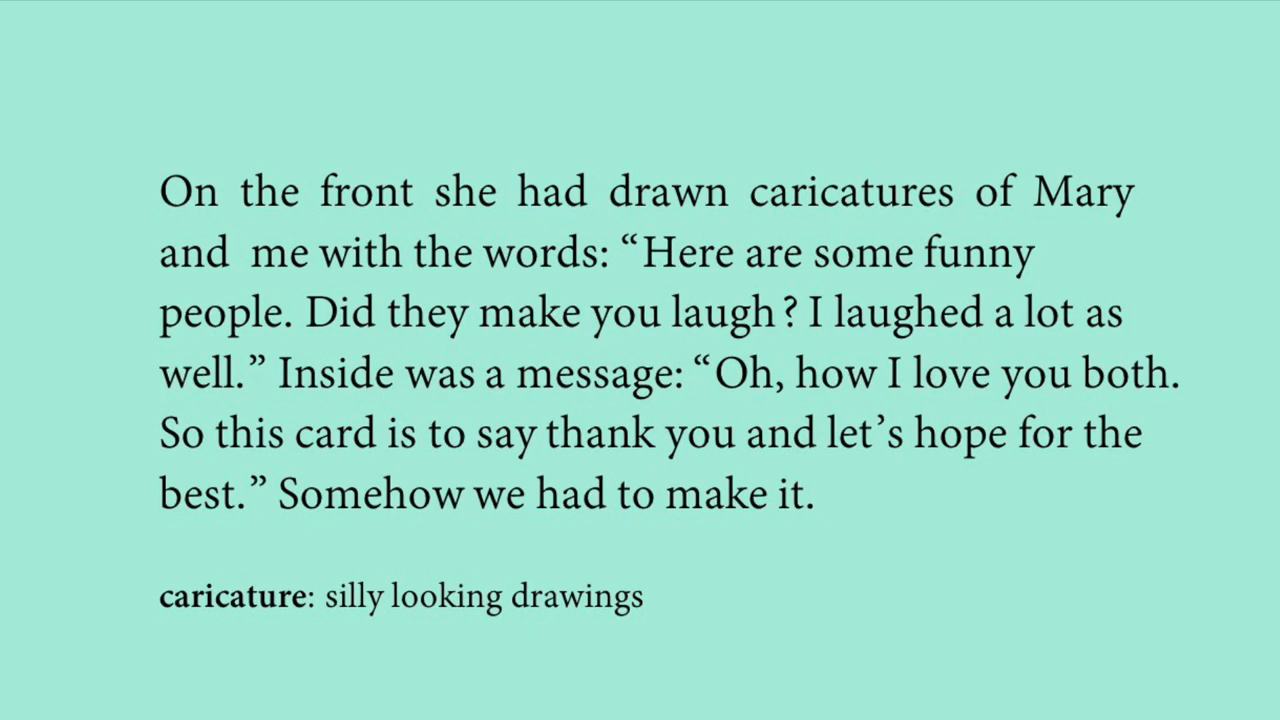 On the front she had drawn caricatures of Mary
and me with the words: “Here are some funny
people. Did they make you laugh? I laughed a lot as
well.” Inside was a message: “Oh, how I love you both.
So this card is to say thank you and let’s hope for the
best.” Somehow we had to make it.
caricature: silly looking drawings